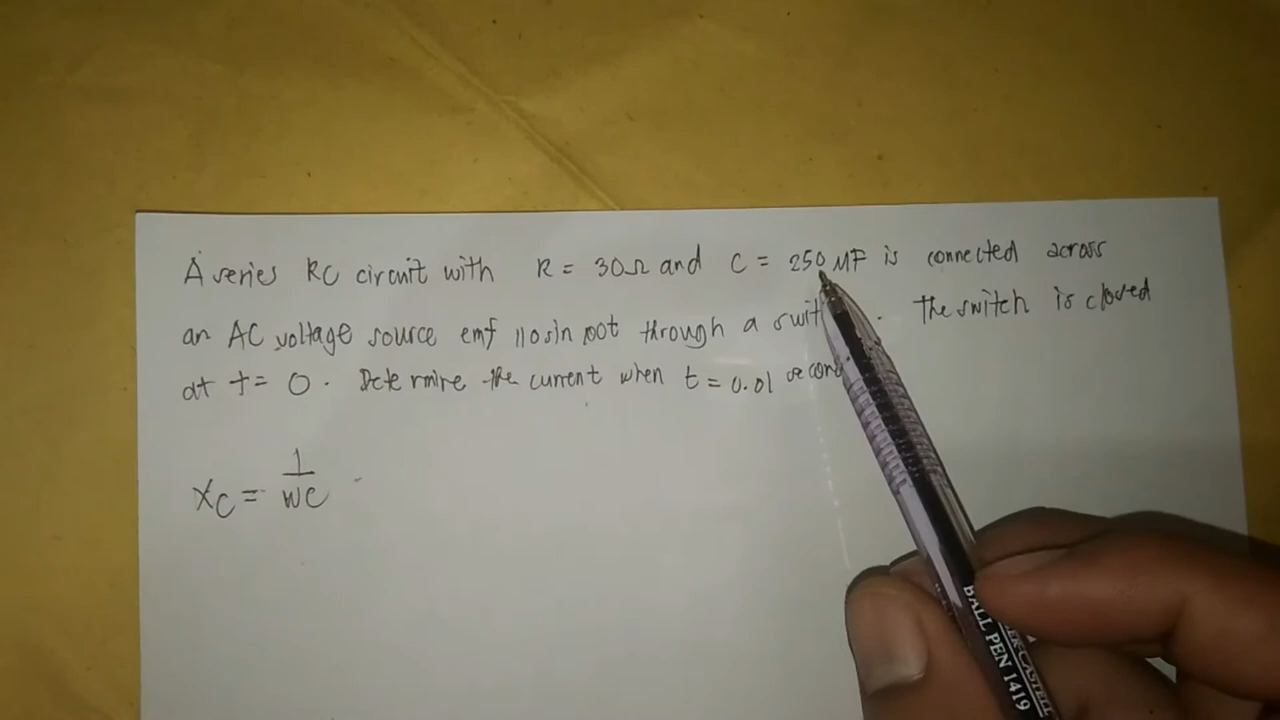 A series RC circuit with R = 30Ω and C = 250 MF is connected across
an AC voltage source emf 110 sin 100t through a swit . The switch is closed
at t = 0 . Determine the current when t = 0.01 second
Xc = 1/wc
BALL PEN 1419